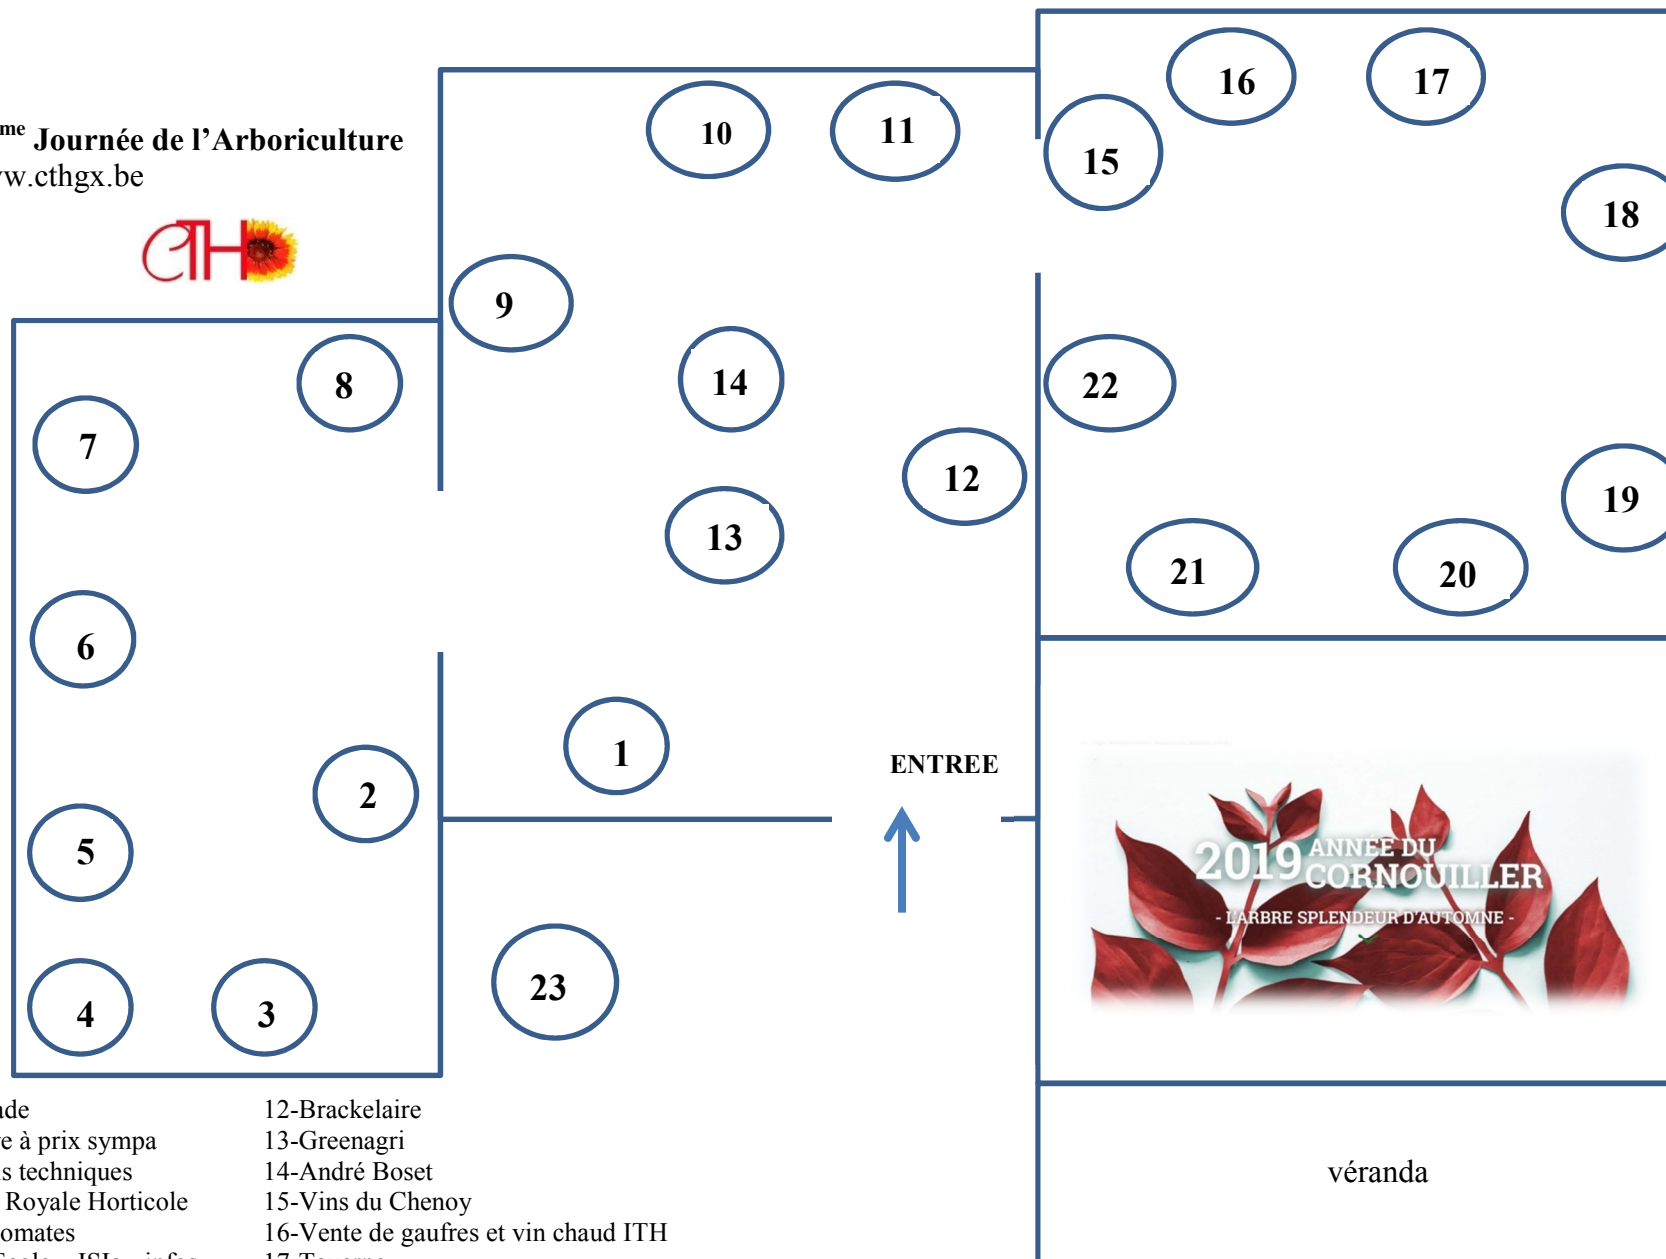 me Journée de l’Arboriculture
w.cthgx.be
CTH
10
11
16
17
15
18
9
8
14
22
7
12
13
19
21
20
6
1
ENTREE
2
5
2019 ANNÉE DU
CORNOUILLER
- L'ARBRE SPLENDEUR D'AUTOMNE -
23
4
3
12-Brackelaire
e à prix sympa
13-Greenagri
s techniques
14-André Boset
Royale Horticole
15-Vins du Chenoy
omates
16-Vente de gaufres et vin chaud ITH
véranda